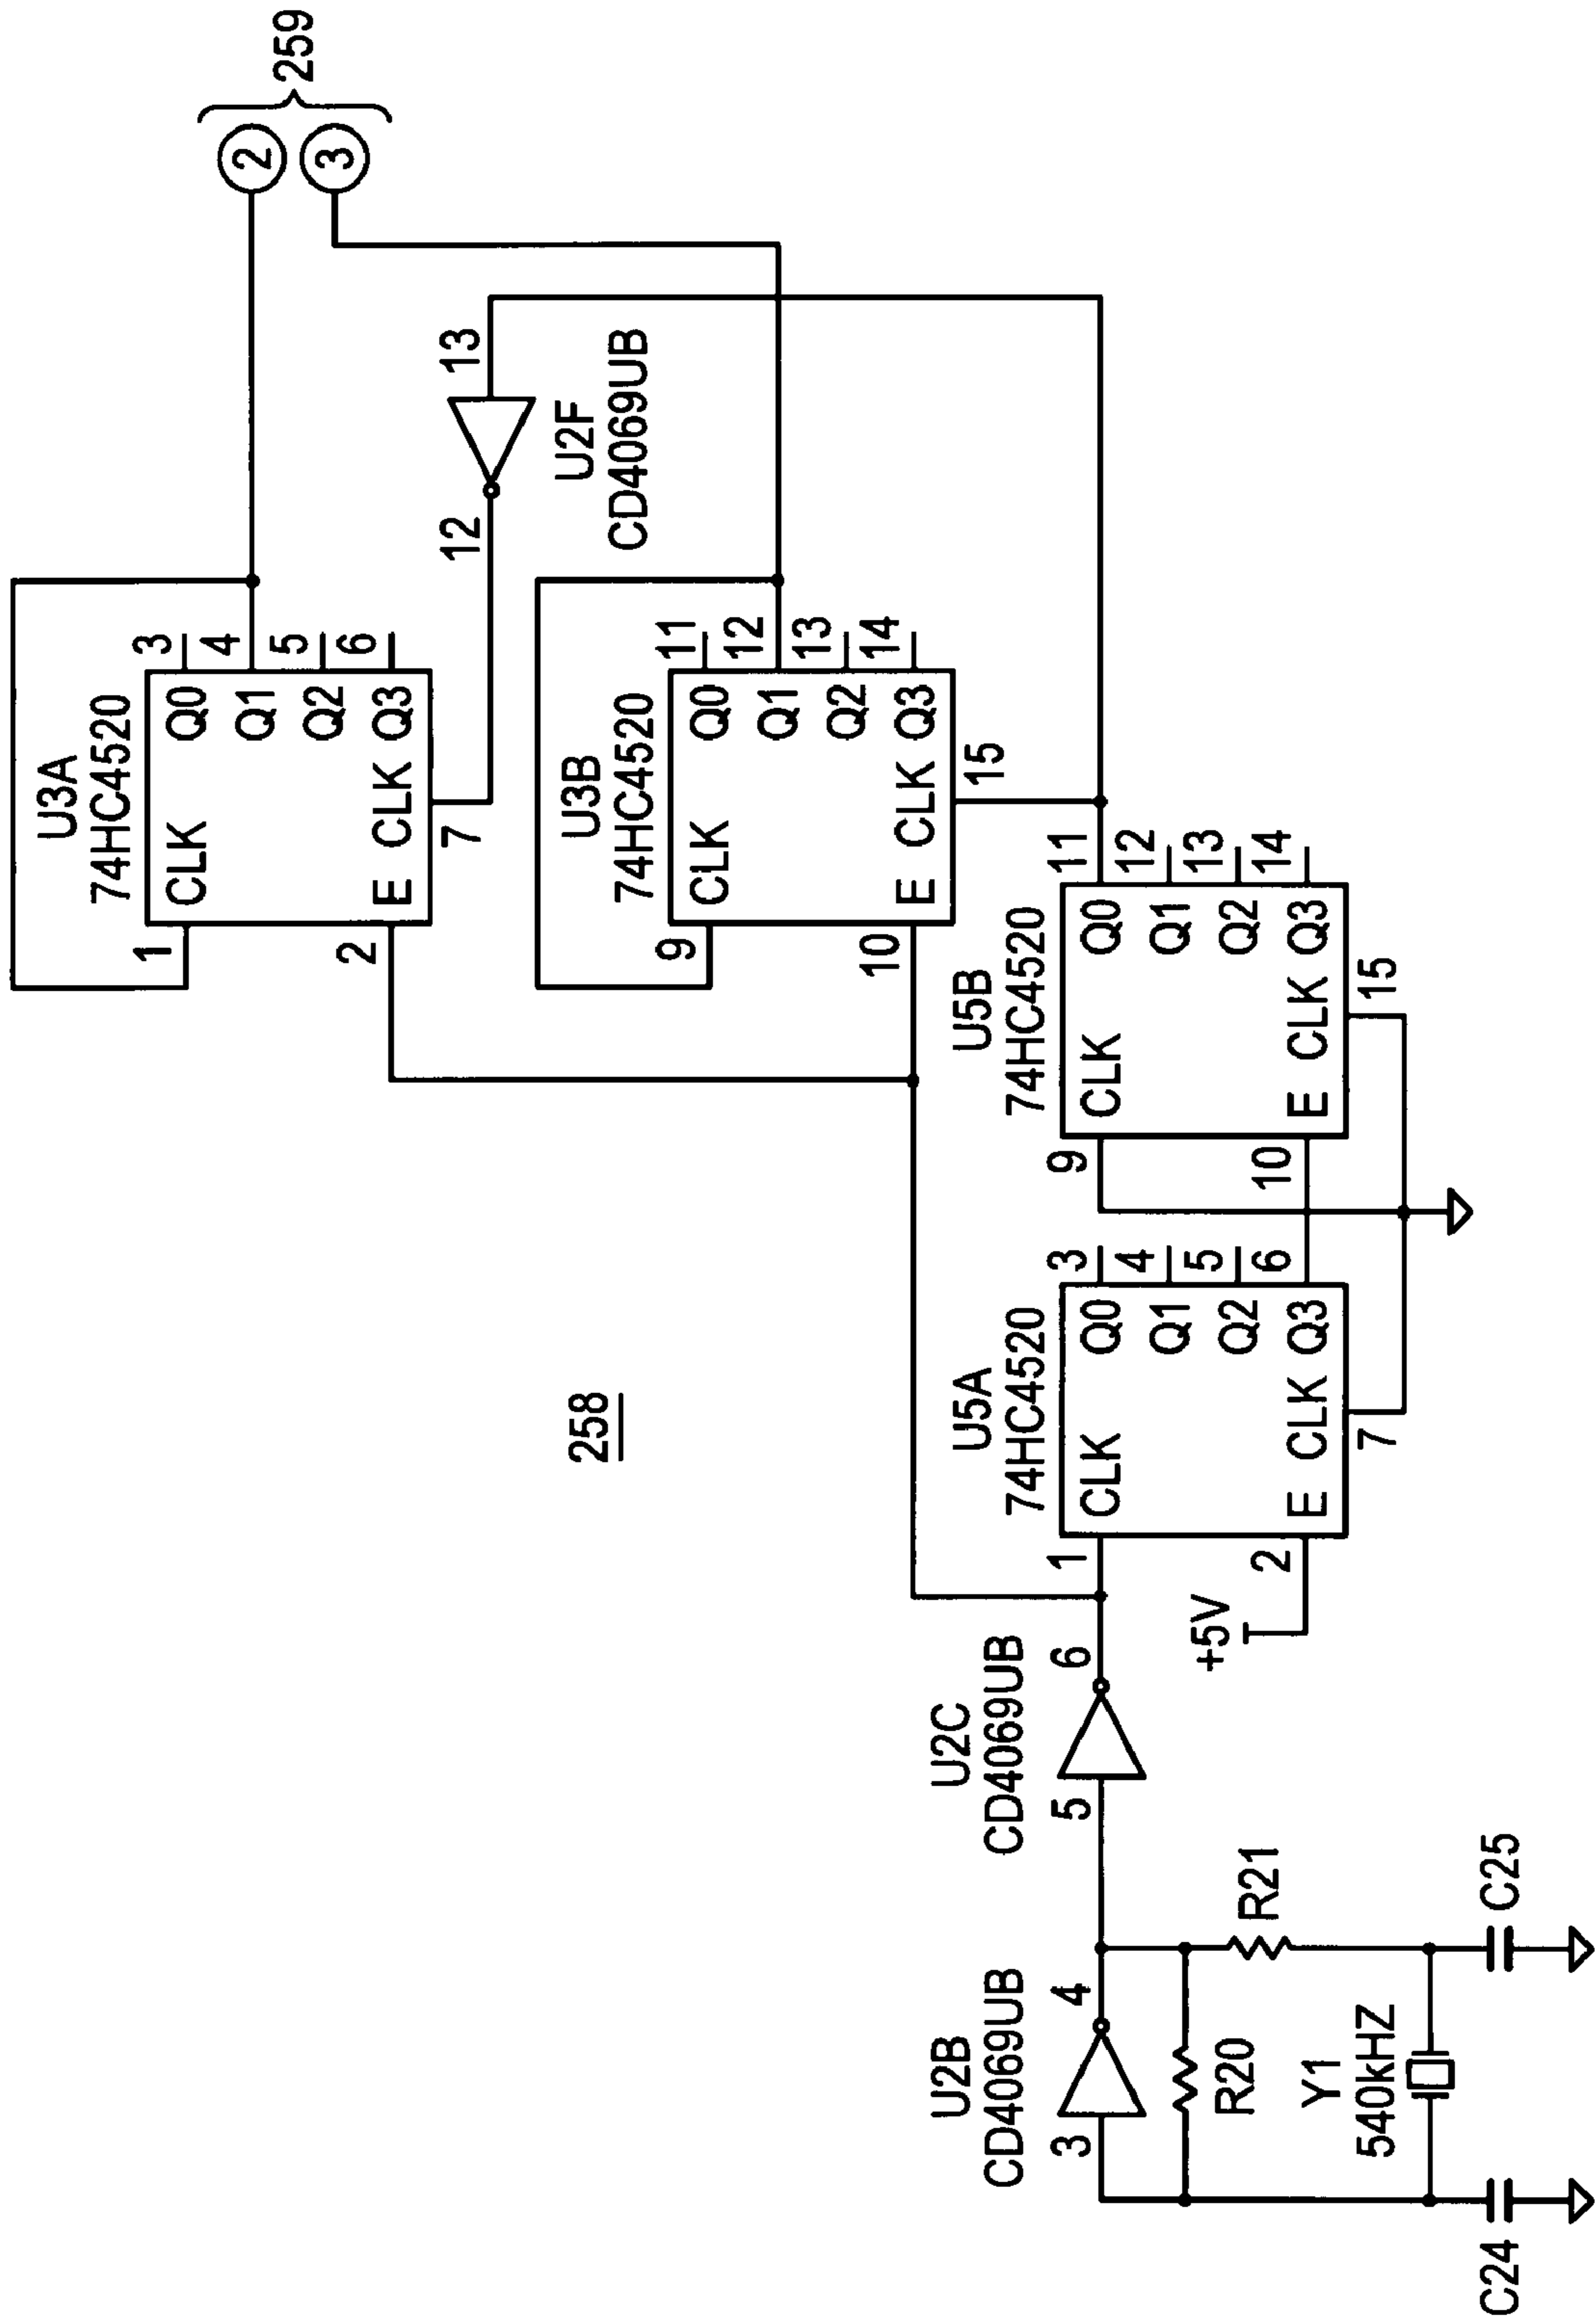 259
2
3
U3A
74HC4520
1
CLK
Q0
3
Q1
4
Q2
5
2
E
CLK
Q3
6
7
12
13
U2F
CD4069UB
U3B
74HC4520
9
CLK
Q0
11
Q1
12
Q2
13
10
E
CLK
Q3
14
15
258
U2B
CD4069UB
3
4
R20
R21
Y1
540kHZ
C24
C25
U2C
CD4069UB
5
6
+5V
U5A
74HC4520
1
CLK
Q0
3
Q1
4
Q2
5
2
E
CLK
Q3
6
7
U5B
74HC4520
9
CLK
Q0
11
Q1
12
Q2
13
10
E
CLK
Q3
14
15